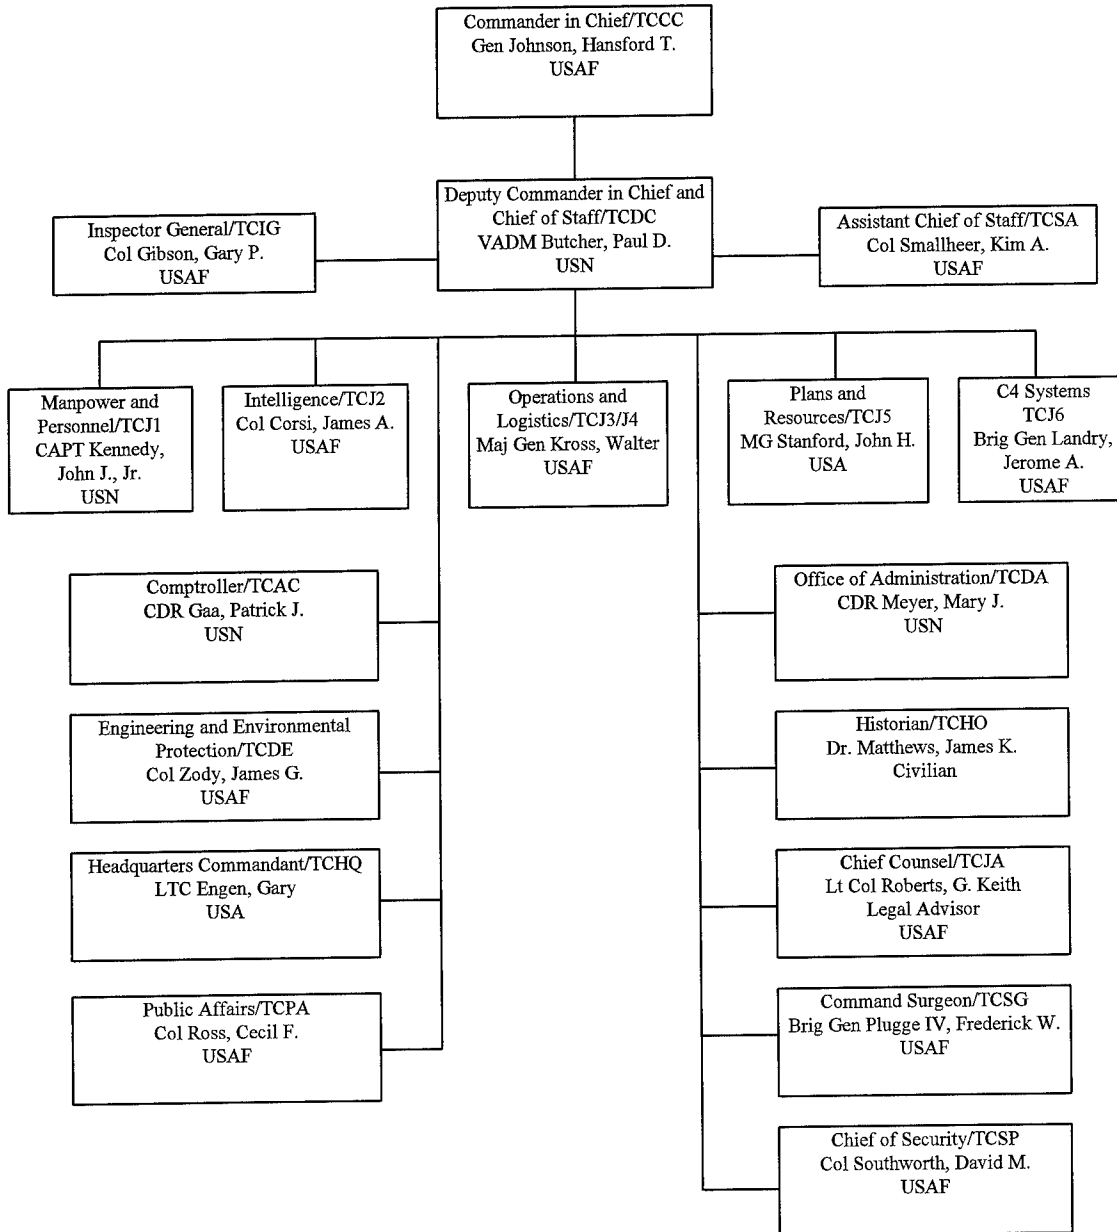 Commander in Chief/TCCC
Gen Johnson, Hansford T.
USAF
Deputy Commander in Chief and
Chief of Staff/TCDC
VADM Butcher, Paul D.
USN
Inspector General/TCIG
Col Gibson, Gary P.
USAF
Assistant Chief of Staff/TCSA
Col Smallheer, Kim A.
USAF
Manpower and
Personnel/TCJ1
CAPT Kennedy,
John J., Jr.
USN
Intelligence/TCJ2
Col Corsi, James A.
USAF
Operations and
Logistics/TCJ3/J4
Maj Gen Kross, Walter
USAF
Plans and
Resources/TCJ5
MG Stanford, John H.
USA
C4 Systems
TCJ6
Brig Gen Landry,
Jerome A.
USAF
Comptroller/TCAC
CDR Gaa, Patrick J.
USN
Engineering and Environmental
Protection/TCDE
Col Zody, James G.
USAF
Headquarters Commandant/TCHQ
LTC Engen, Gary
USA
Public Affairs/TCPA
Col Ross, Cecil F.
USAF
Office of Administration/TCDA
CDR Meyer, Mary J.
USN
Historian/TCHO
Dr. Matthews, James K.
Civilian
Chief Counsel/TCJA
Lt Col Roberts, G. Keith
Legal Advisor
USAF
Command Surgeon/TCSG
Brig Gen Plugge IV, Frederick W.
USAF
Chief of Security/TCSP
Col Southworth, David M.
USAF